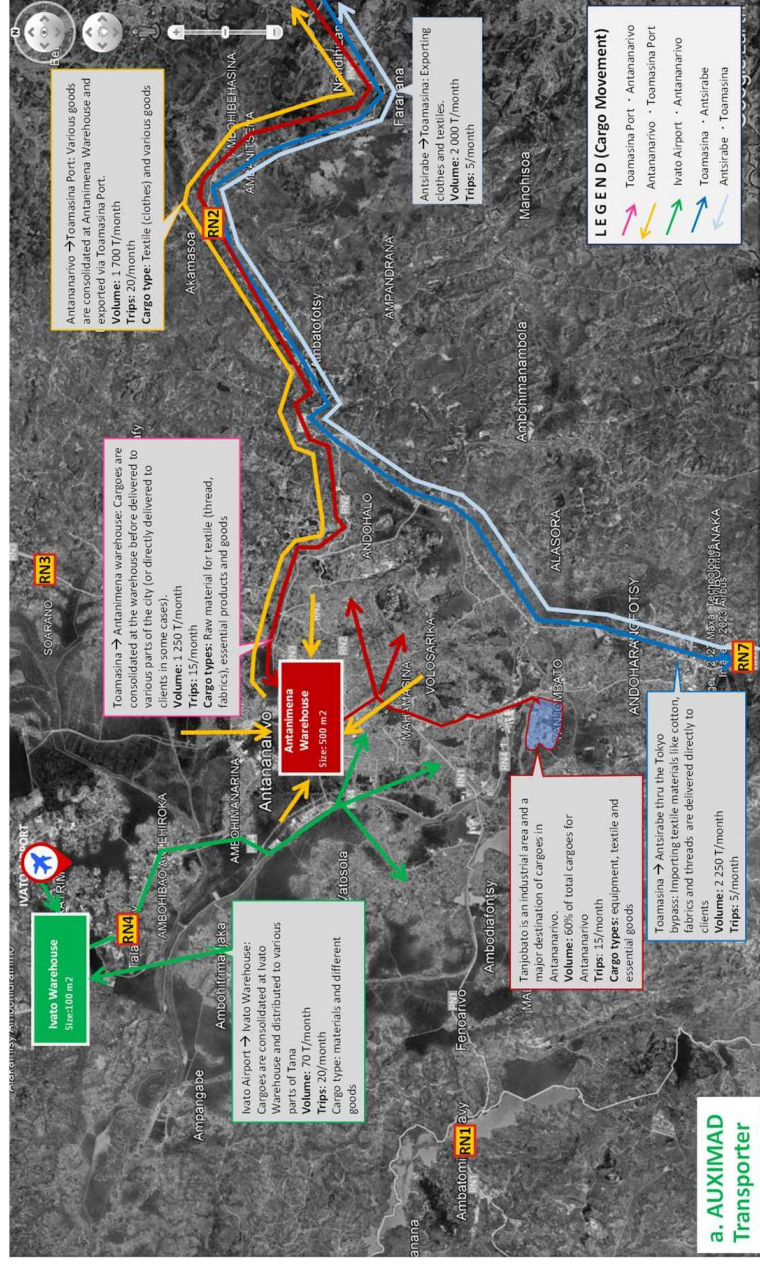 Antananarivo →Toamasina Port: Various goods
are consolidated at Antanimena Warehouse and
exported via Toamasina Port.
Volume: 1 700 T/month
Trips: 20/month
Cargo type: Textile (clothes) and various goods
Toamasina → Antanimena warehouse: Cargoes are
consolidated at the warehouse before delivered to
various parts of the city (or directly delivered to
clients in some cases).
Volume: 1 250 T/month
Trips: 15/month
Cargo types: Raw material for textile (thread,
fabrics), essential products and goods
Antsirabe →Toamasina: Exporting
clothes and textiles.
Volume: 2 000 T/month
Trips: 5/month
LEGEND (Cargo Movement)
Toamasina Port · Antananarivo
Antananarivo · Toamasina Port
Ivato Airport · Antananarivo
Toamasina · Antsirabe
Antsirabe · Toamasina
Ivato Warehouse
Size:100 m2
Antanimena
Warehouse
Size: 500 m2
Ivato Airport → Ivato Warehouse:
Cargoes are consolidated at Ivato
Warehouse and distributed to various
parts of Tana
Volume: 70 T/month
Trips: 20/month
Cargo type: materials and different
goods
Tanjobato is an industrial area and a
major destination of cargoes in
Antananarivo.
Volume: 60% of total cargoes for
Antananarivo
Trips: 15/month
Cargo types: equipment, textile and
essential goods
Toamasina → Antsirabe thru the Tokyo
bypass: Importing textile materials like cotton,
fabrics and threads are delivered directly to
clients
Volume: 2 250 T/month
Trips: 5/month
a. AUXIMAD
Transporter
RN1
RN2
RN3
RN4
RN7
SOARANO
Akamasoa
Farariana
AMPANDRANA
Manohisoa
Ambatofotsy
Ambohimanambola
ANDOHALO
ALASORA
ANDOHARANOFOTSY
VOLOSARIKA
MAHAMASINA
Antananarivo
AMBOHIMANARINA
Ampangabe
Fenoarivo
Ambodiafontsy
N